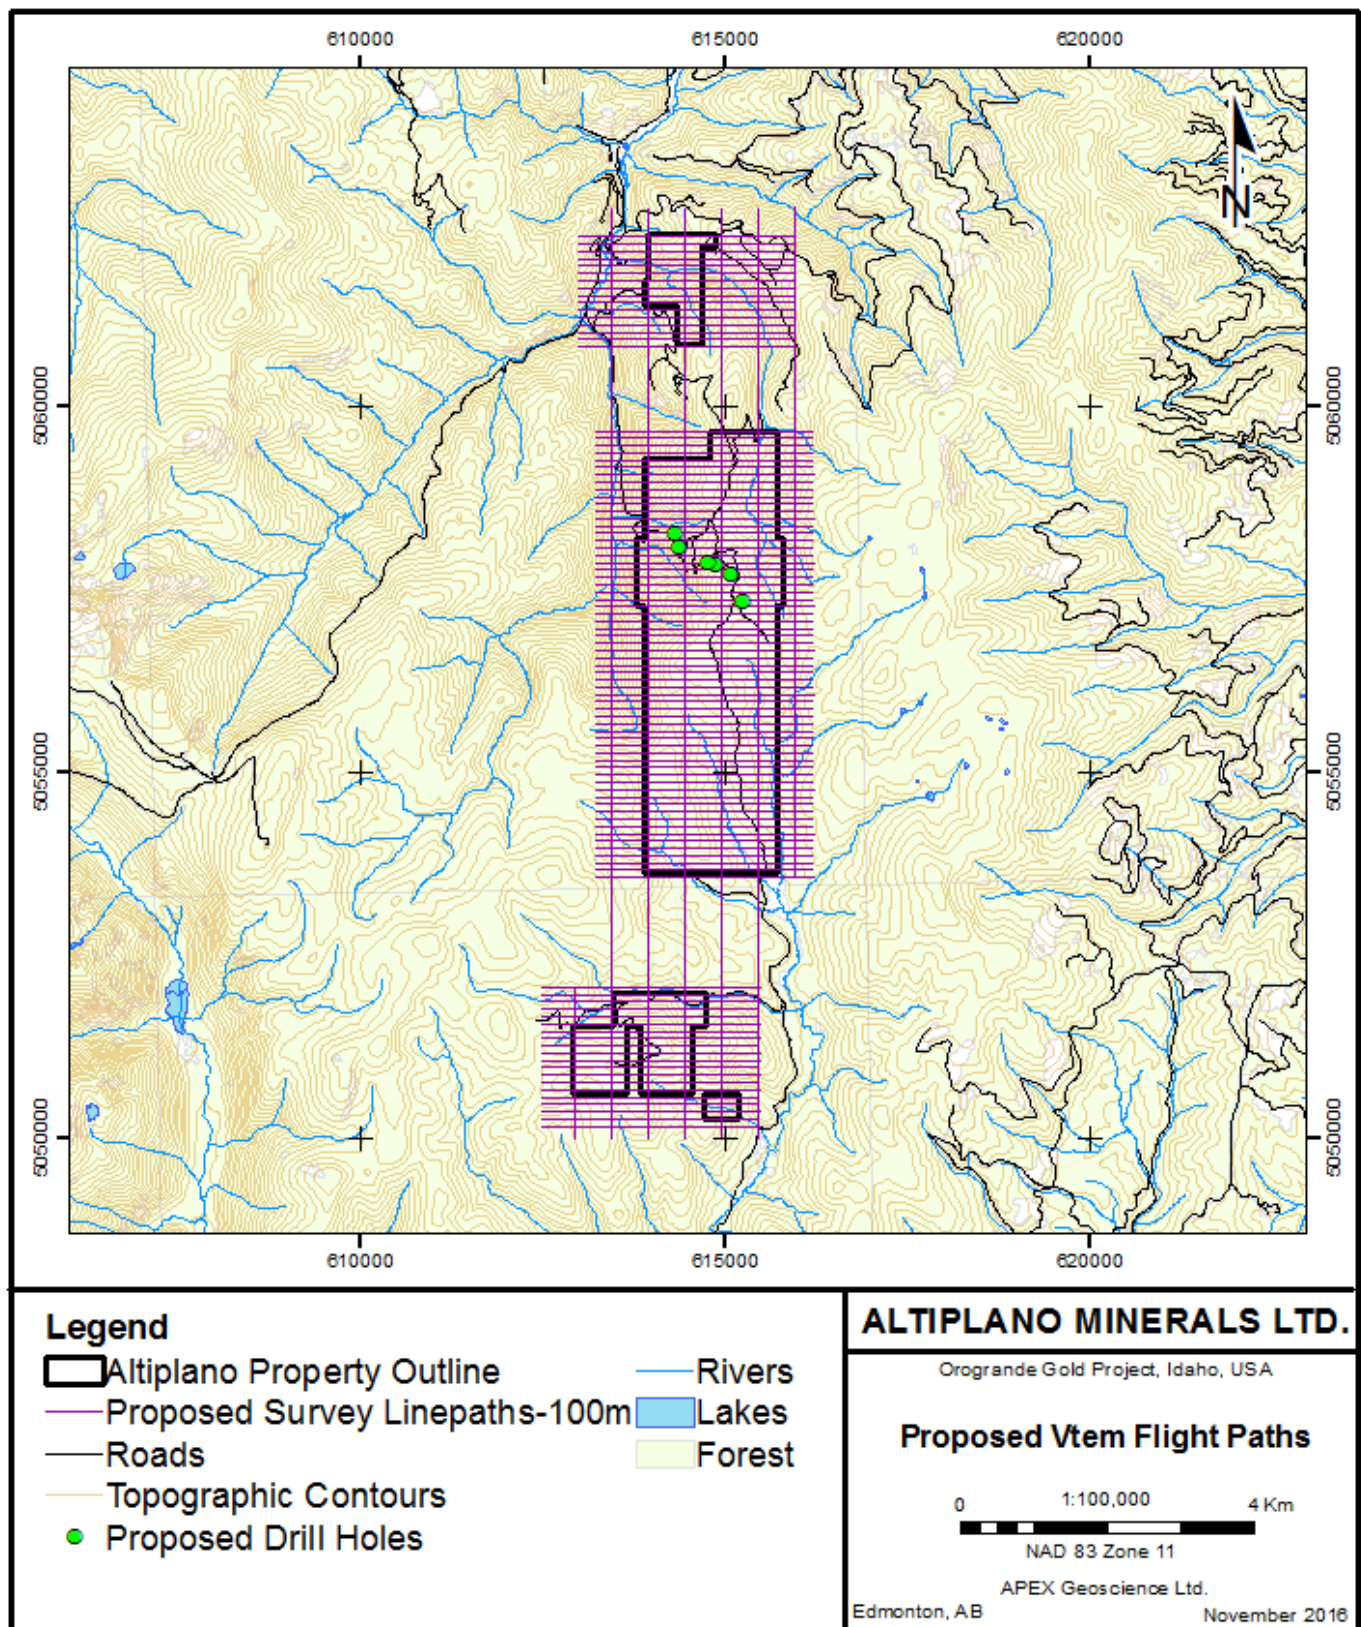 610000 615000 620000
N
5060000 5060000
5055000 5055000
5050000 5050000
610000 615000 620000
Legend
Altiplano Property Outline
Proposed Survey Linepaths-100m
Roads
Topographic Contours
Proposed Drill Holes
Rivers
Lakes
Forest
ALTIPLANO MINERALS LTD.
Orogrande Gold Project, Idaho, USA
Proposed Vtem Flight Paths
0 1:100,000 4 Km
NAD 83 Zone 11
APEX Geoscience Ltd.
Edmonton, AB November 2016